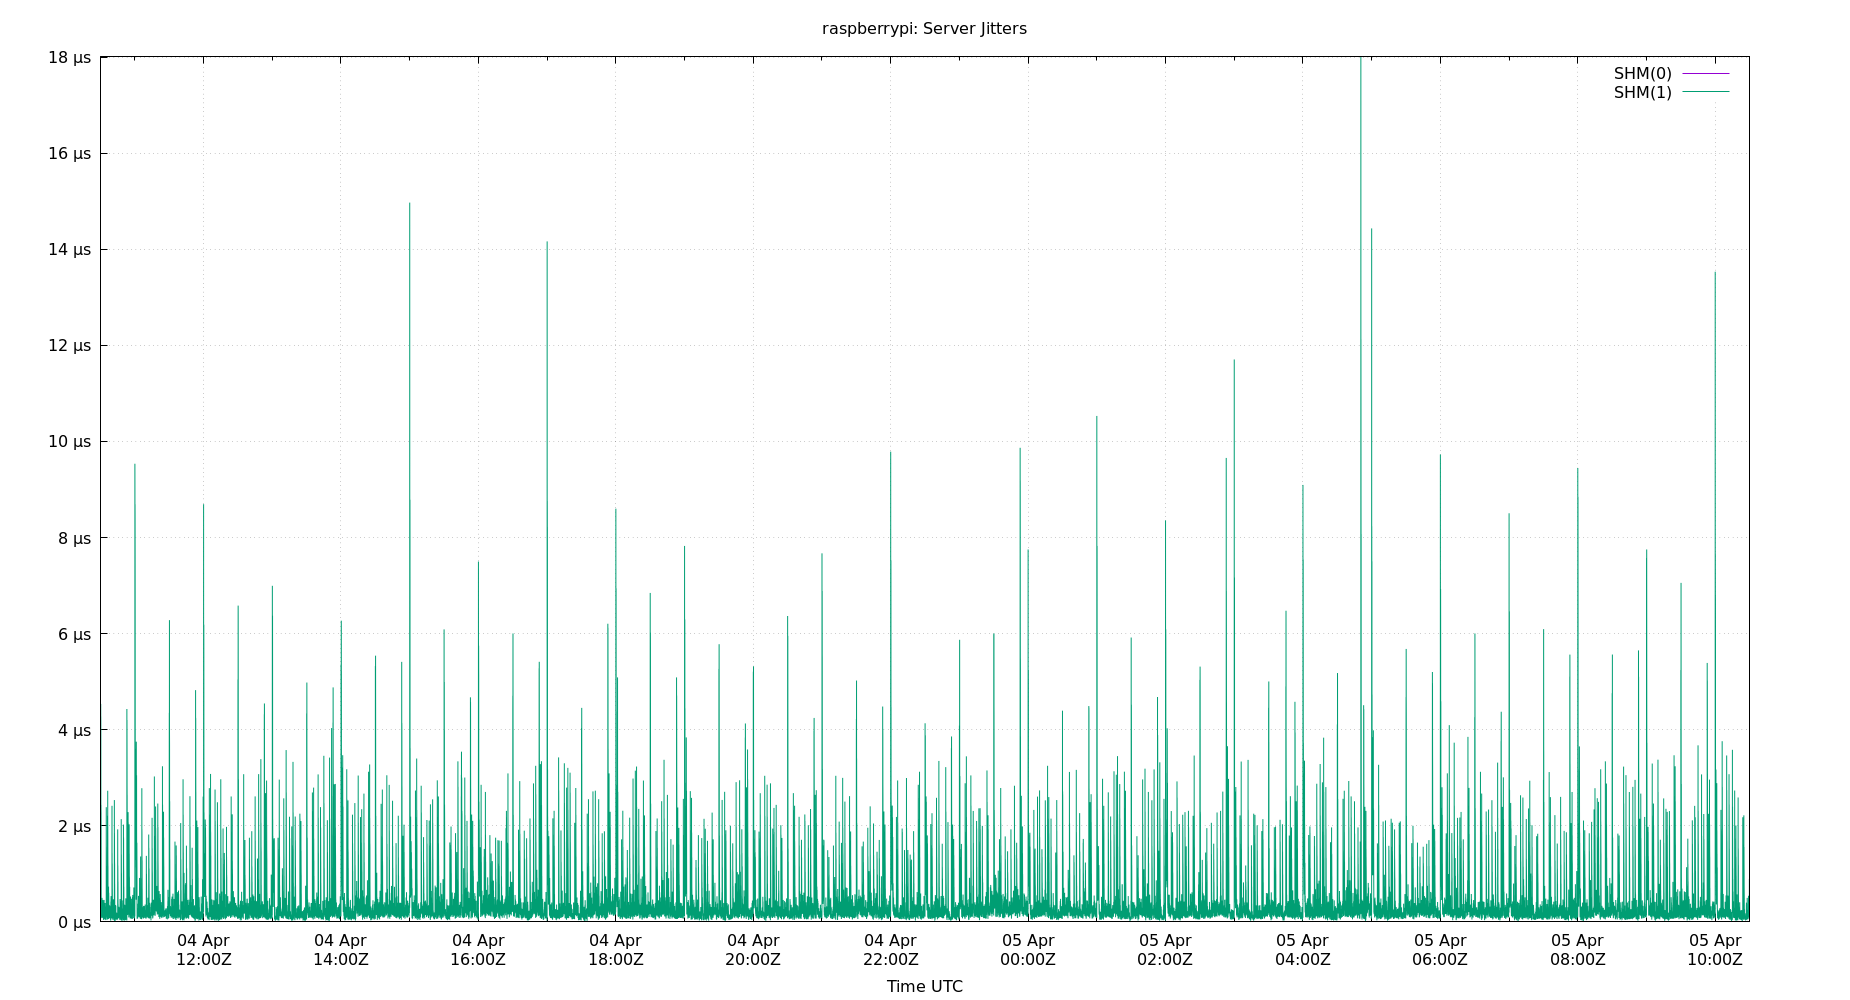 raspberrypi: Server Jitters
SHM(0)
SHM(1)
18 µs
16 µs
14 µs
12 µs
10 µs
8 µs
6 µs
4 µs
2 µs
0 µs
04 Apr 04 Apr 04 Apr 04 Apr 04 Apr 04 Apr 05 Apr 05 Apr 05 Apr 05 Apr 05 Apr 05 Apr
12:00Z 14:00Z 16:00Z 18:00Z 20:00Z 22:00Z 00:00Z 02:00Z 04:00Z 06:00Z 08:00Z 10:00Z
Time UTC